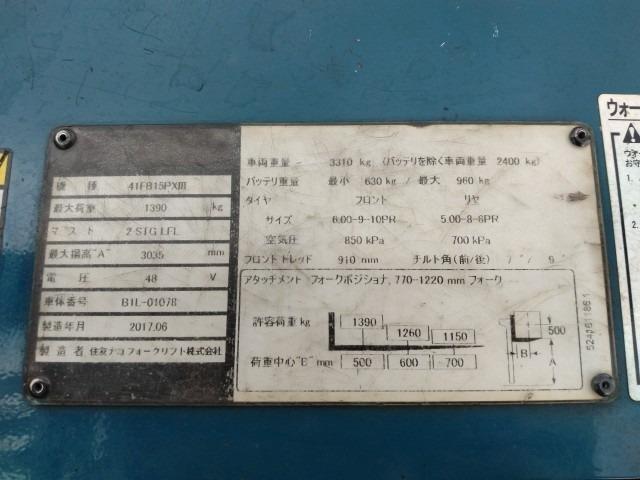 機 種 41FB15PXⅢ
最大荷重 1390 kg
マスト 2 STG LFL
最大揚高"A" 3035 mm
電 圧 48 V
車体番号 B1L-01078
製造年月 2017.06
製造者 住友ナコフォークリフト株式会社
車両重量 3310 kg (バッテリを除く車両重量 2400 kg)
バッテリ重量 最小 630 kg / 最大 960 kg
タイヤ フロント リヤ
サイズ 6.00-9-10PR 5.00-8-8PR
空気圧 850 kPa 700 kPa
フロントトレッド 910 mm チルト角(前/後)
アタッチメント フォークポジショナ, 770-1220 mm フォーク
許容荷重 kg 1390 1260 1150
荷重中心"B" mm 500 600 700
500
B
A
ウォー
1.
2.